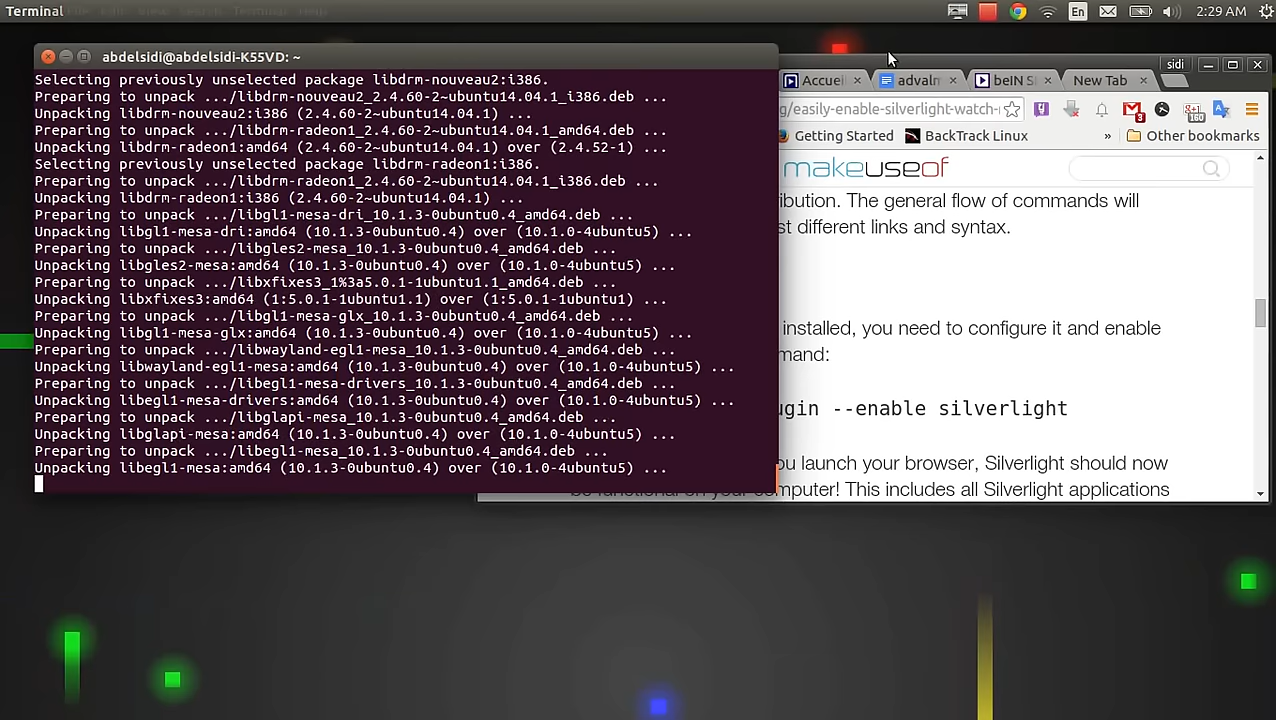 Terminal
En
2:29 AM
abdelsidi@abdelsidi-K55VD: ~
Selecting previously unselected package libdrm-nouveau2:i386.
Preparing to unpack .../libdrm-nouveau2_2.4.60-2~ubuntu14.04.1_i386.deb ...
Unpacking libdrm-nouveau2:i386 (2.4.60-2~ubuntu14.04.1) ...
Preparing to unpack .../libdrm-radeon1_2.4.60-2~ubuntu14.04.1_amd64.deb ...
Unpacking libdrm-radeon1:amd64 (2.4.60-2~ubuntu14.04.1) over (2.4.52-1) ...
Selecting previously unselected package libdrm-radeon1:i386.
Preparing to unpack .../libdrm-radeon1_2.4.60-2~ubuntu14.04.1_i386.deb ...
Unpacking libdrm-radeon1:i386 (2.4.60-2~ubuntu14.04.1) ...
Preparing to unpack .../libgl1-mesa-dri_10.1.3-0ubuntu0.4_amd64.deb ...
Unpacking libgl1-mesa-dri:amd64 (10.1.3-0ubuntu0.4) over (10.1.0-4ubuntu5) ...
Preparing to unpack .../libgles2-mesa_10.1.3-0ubuntu0.4_amd64.deb ...
Unpacking libgles2-mesa:amd64 (10.1.3-0ubuntu0.4) over (10.1.0-4ubuntu5) ...
Preparing to unpack .../libxfixes3_1%3a5.0.1-1ubuntu1.1_amd64.deb ...
Unpacking libxfixes3:amd64 (1:5.0.1-1ubuntu1.1) over (1:5.0.1-1ubuntu1) ...
Preparing to unpack .../libgl1-mesa-glx_10.1.3-0ubuntu0.4_amd64.deb ...
Unpacking libgl1-mesa-glx:amd64 (10.1.3-0ubuntu0.4) over (10.1.0-4ubuntu5) ...
Preparing to unpack .../libwayland-egl1-mesa_10.1.3-0ubuntu0.4_amd64.deb ...
Unpacking libwayland-egl1-mesa:amd64 (10.1.3-0ubuntu0.4) over (10.1.0-4ubuntu5) ...
Preparing to unpack .../libegl1-mesa-drivers_10.1.3-0ubuntu0.4_amd64.deb ...
Unpacking libegl1-mesa-drivers:amd64 (10.1.3-0ubuntu0.4) over (10.1.0-4ubuntu5) ...
Preparing to unpack .../libglapi-mesa_10.1.3-0ubuntu0.4_amd64.deb ...
Unpacking libglapi-mesa:amd64 (10.1.3-0ubuntu0.4) over (10.1.0-4ubuntu5) ...
Preparing to unpack .../libegl1-mesa_10.1.3-0ubuntu0.4_amd64.deb ...
Unpacking libegl1-mesa:amd64 (10.1.3-0ubuntu0.4) over (10.1.0-4ubuntu5) ...
sidi
Accuei
advaln
beIN S
New Tab
g/easily-enable-silverlight-watch-
160
Getting Started
BackTrack Linux
» Other bookmarks
makeuseof
ibution. The general flow of commands will
st different links and syntax.
installed, you need to configure it and enable
mand:
ugin --enable silverlight
ou launch your browser, Silverlight should now
be functional on your computer! This includes all Silverlight applications